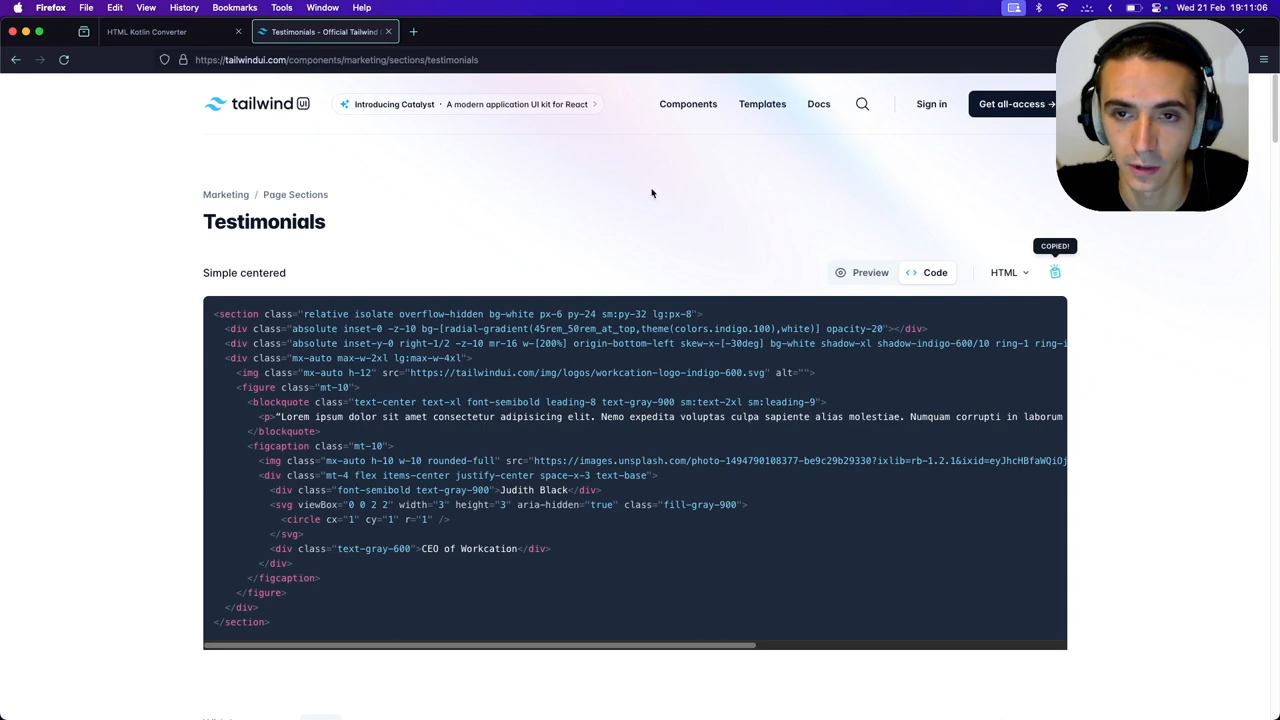 Firefox File Edit View History Bookmarks Tools Window Help Wed 21 Feb 19:11:06
HTML Kotlin Converter
Testimonials - Official Tailwind
https://tailwindui.com/components/marketing/sections/testimonials
tailwind UI
Introducing Catalyst · A modern application UI kit for React
Components
Templates
Docs
Sign in
Get all-access →
Marketing / Page Sections
Testimonials
COPIED!
Simple centered
Preview
<> Code
HTML
<section class="relative isolate overflow-hidden bg-white px-6 py-24 sm:py-32 lg:px-8">
<div class="absolute inset-0 -z-10 bg-[radial-gradient(45rem_50rem_at_top,theme(colors.indigo.100),white)] opacity-20"></div>
<div class="absolute inset-y-0 right-1/2 -z-10 mr-16 w-[200%] origin-bottom-left skew-x-[-30deg] bg-white shadow-xl shadow-indigo-600/10 ring-1 ring-i
<div class="mx-auto max-w-2xl lg:max-w-4xl">
<img class="mx-auto h-12" src="https://tailwindui.com/img/logos/workcation-logo-indigo-600.svg" alt="">
<figure class="mt-10">
<blockquote class="text-center text-xl font-semibold leading-8 text-gray-900 sm:text-2xl sm:leading-9">
<p>“Lorem ipsum dolor sit amet consectetur adipisicing elit. Nemo expedita voluptas culpa sapiente alias molestiae. Numquam corrupti in laborum
</blockquote>
<figcaption class="mt-10">
<img class="mx-auto h-10 w-10 rounded-full" src="https://images.unsplash.com/photo-1494790108377-be9c29b29330?ixlib=rb-1.2.1&ixid=eyJhcHBfaWQiOj
<div class="mt-4 flex items-center justify-center space-x-3 text-base">
<div class="font-semibold text-gray-900">Judith Black</div>
<svg viewBox="0 0 2 2" width="3" height="3" aria-hidden="true" class="fill-gray-900">
<circle cx="1" cy="1" r="1" />
</svg>
<div class="text-gray-600">CEO of Workcation</div>
</div>
</figcaption>
</figure>
</div>
</section>